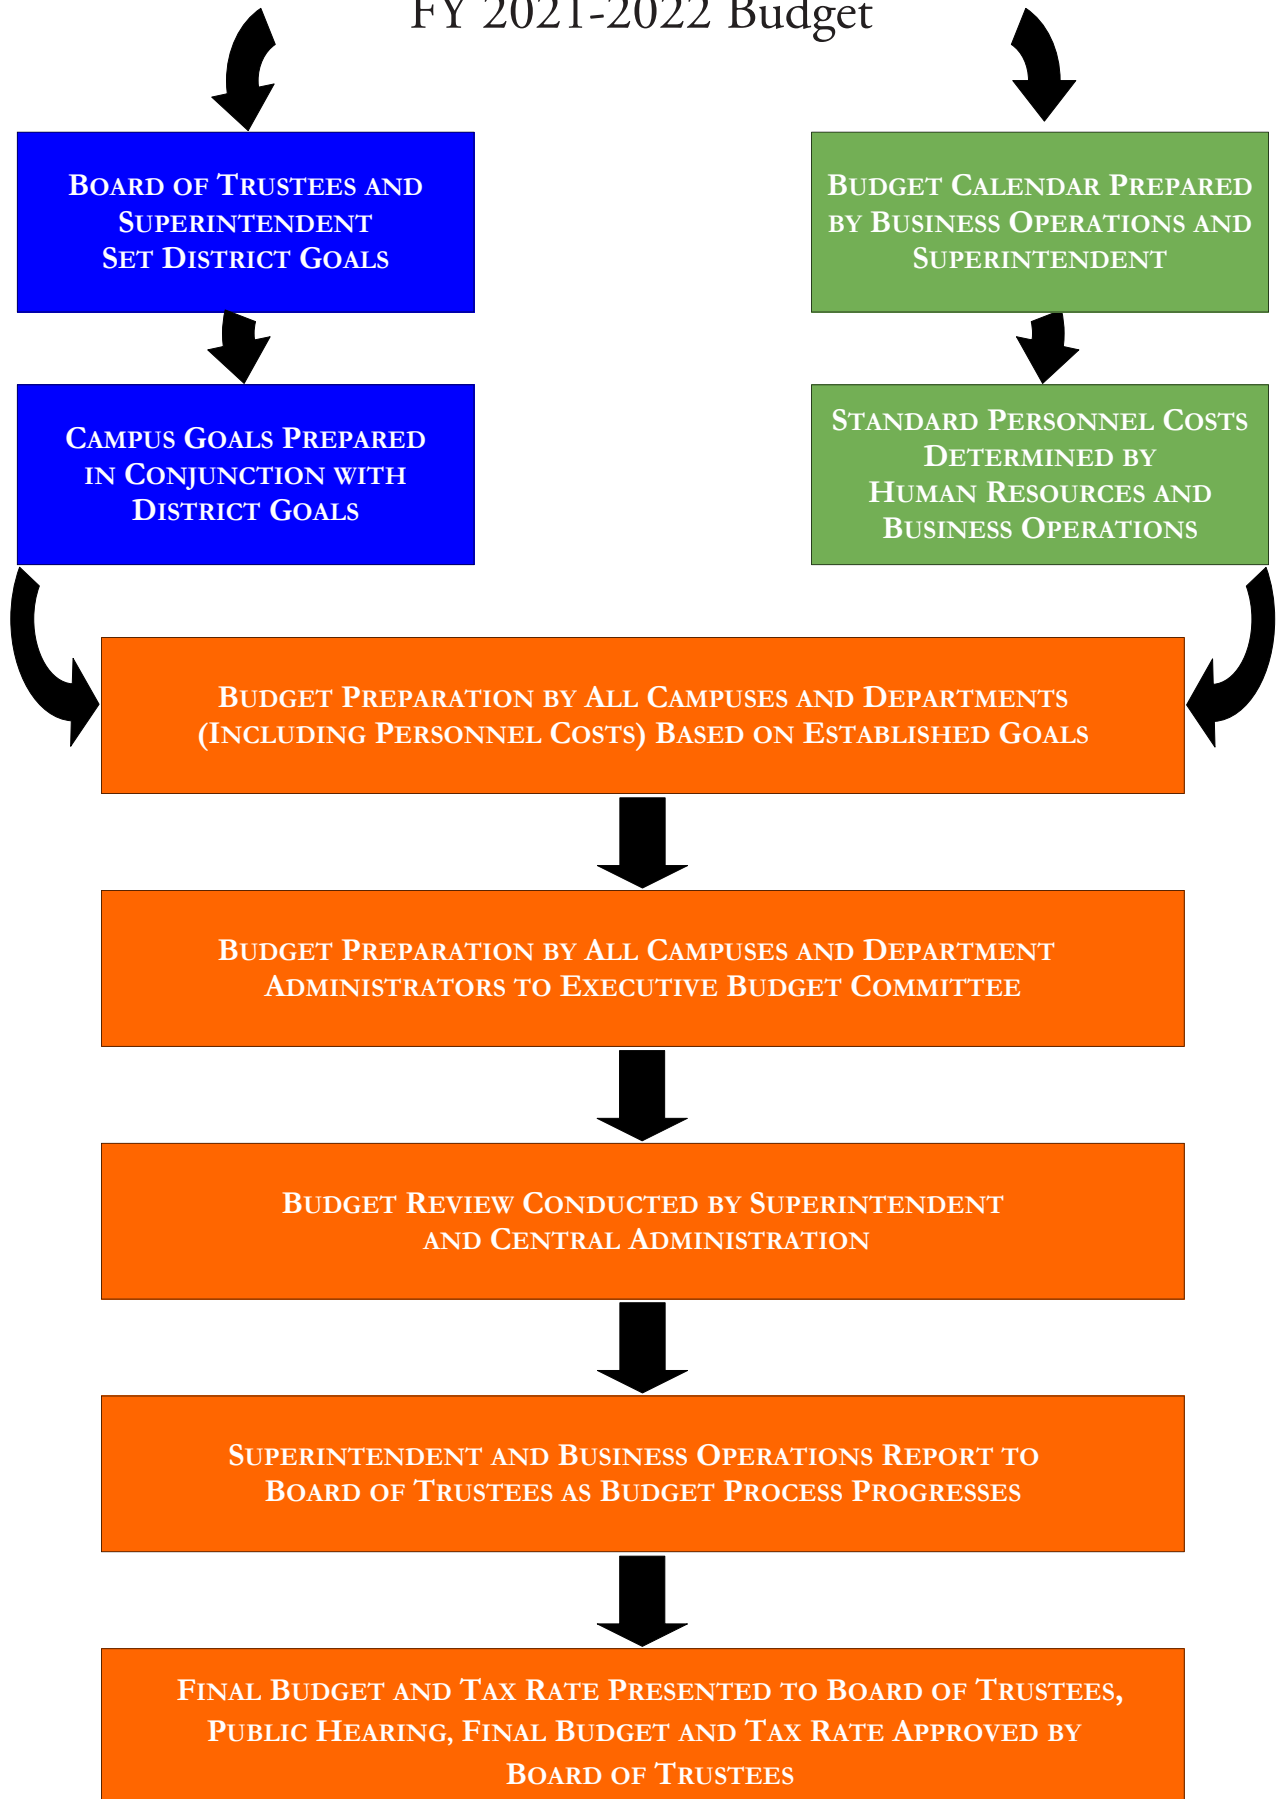 FY 2021-2022 Budget
Board of Trustees and
Superintendent
Set District Goals
Budget Calendar Prepared
by Business Operations and
Superintendent
Campus Goals Prepared
in Conjunction with
District Goals
Standard Personnel Costs
Determined by
Human Resources and
Business Operations
Budget Preparation by All Campuses and Departments
(Including Personnel Costs) Based on Established Goals
Budget Preparation by All Campuses and Department
Administrators to Executive Budget Committee
Budget Review Conducted by Superintendent
and Central Administration
Superintendent and Business Operations Report to
Board of Trustees as Budget Process Progresses
Final Budget and Tax Rate Presented to Board of Trustees,
Public Hearing, Final Budget and Tax Rate Approved by
Board of Trustees